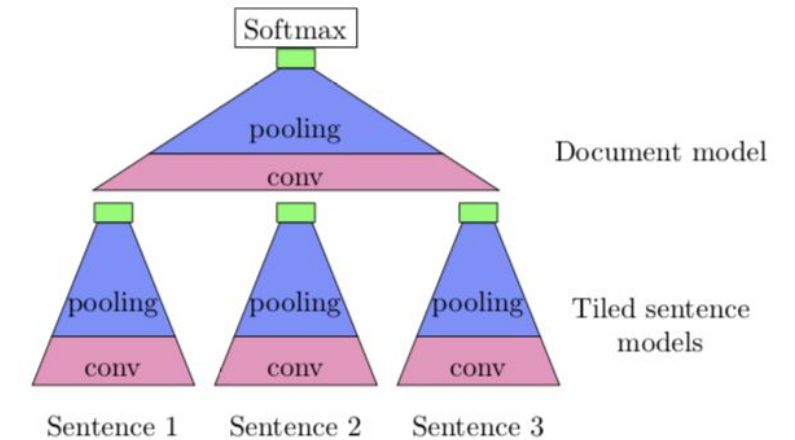 Softmax
pooling
conv
Document model
pooling pooling pooling
conv conv conv
Tiled sentence
models
Sentence 1 Sentence 2 Sentence 3